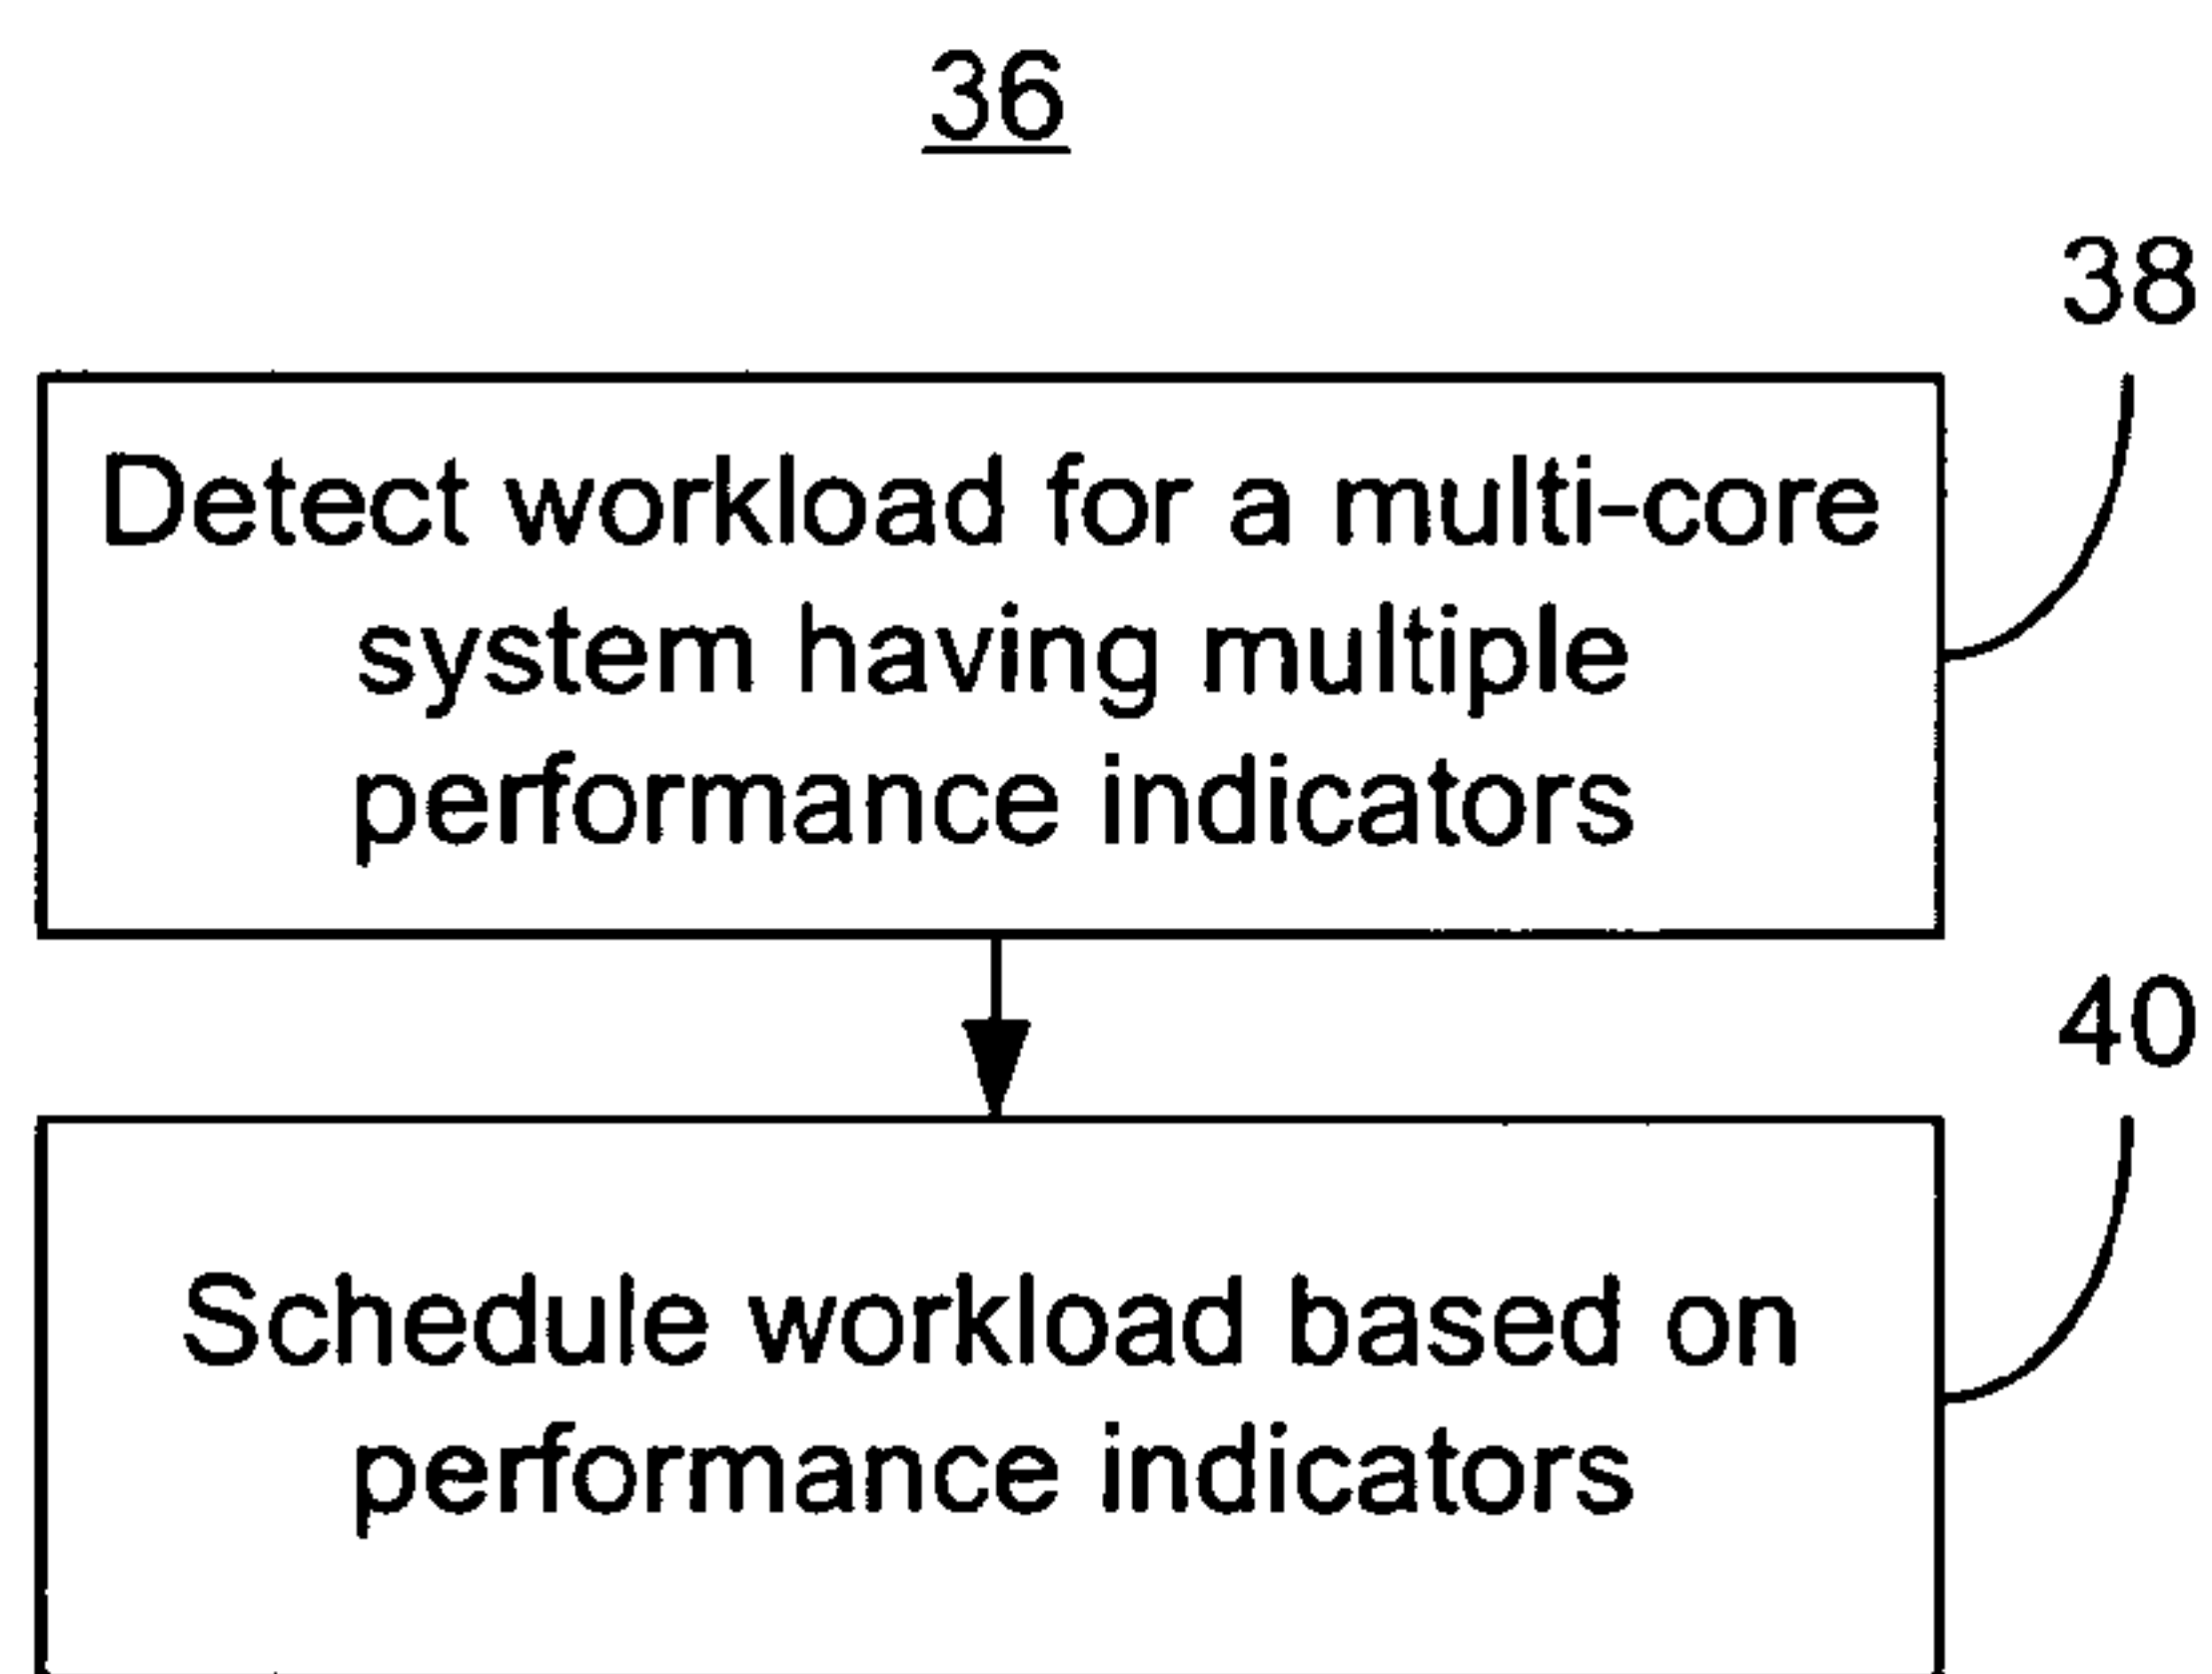 36
38
Detect workload for a multi-core
system having multiple
performance indicators
40
Schedule workload based on
performance indicators